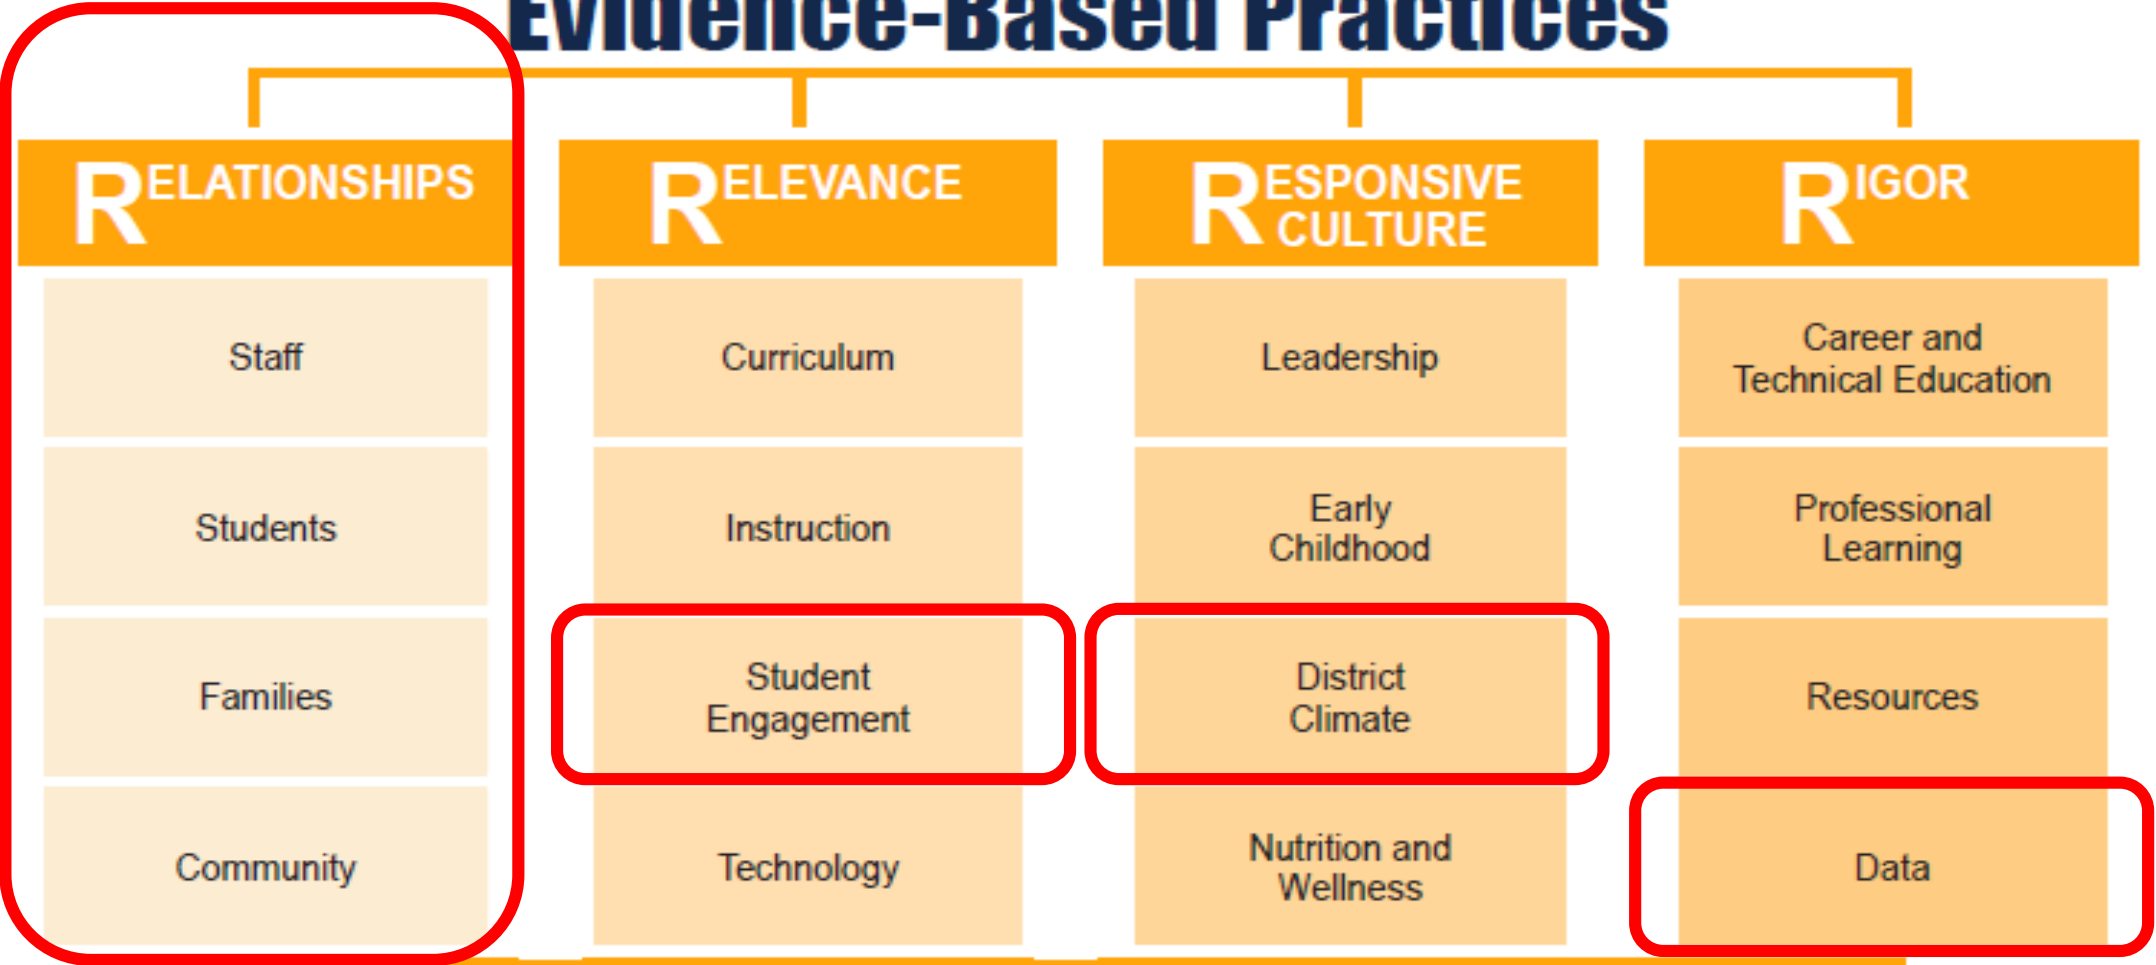 Evidence-Based Practices
RELATIONSHIPS
Staff
Students
Families
Community
RELEVANCE
Curriculum
Instruction
Student
Engagement
Technology
RESPONSIVE
CULTURE
Leadership
Early
Childhood
District
Climate
Nutrition and
Wellness
RIGOR
Career and
Technical Education
Professional
Learning
Resources
Data